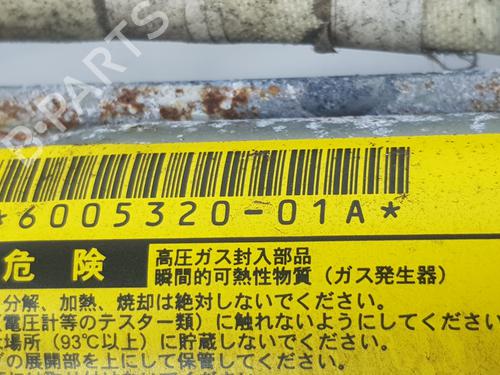 B-PARTS
*6005320-01A*
危 険
高圧ガス封入部品
瞬間的可熱性物質 (ガス発生器)
分解、加熱、焼却は絶対しないでください。
電圧計等のテスター類) に触れないようにしてくださ
場所 (93℃以上) に貯蔵しないでください。
の展開部を上にして保管してください。